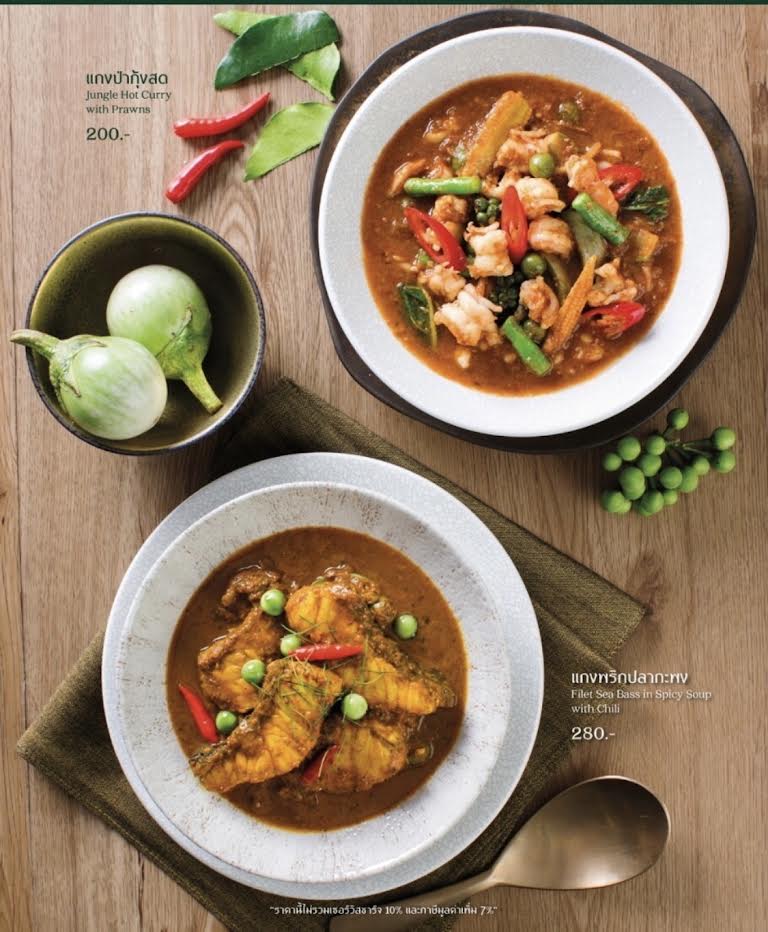 แกงป่ากุ้งสด
Jungle Hot Curry
with Prawns
200.-
แกงพริกปลากะพง
Filet Sea Bass in Spicy Soup
with Chili
280.-
"ราคานี้ไม่รวมเซอร์วิสชาร์จ 10% และภาษีมูลค่าเพิ่ม 7%"